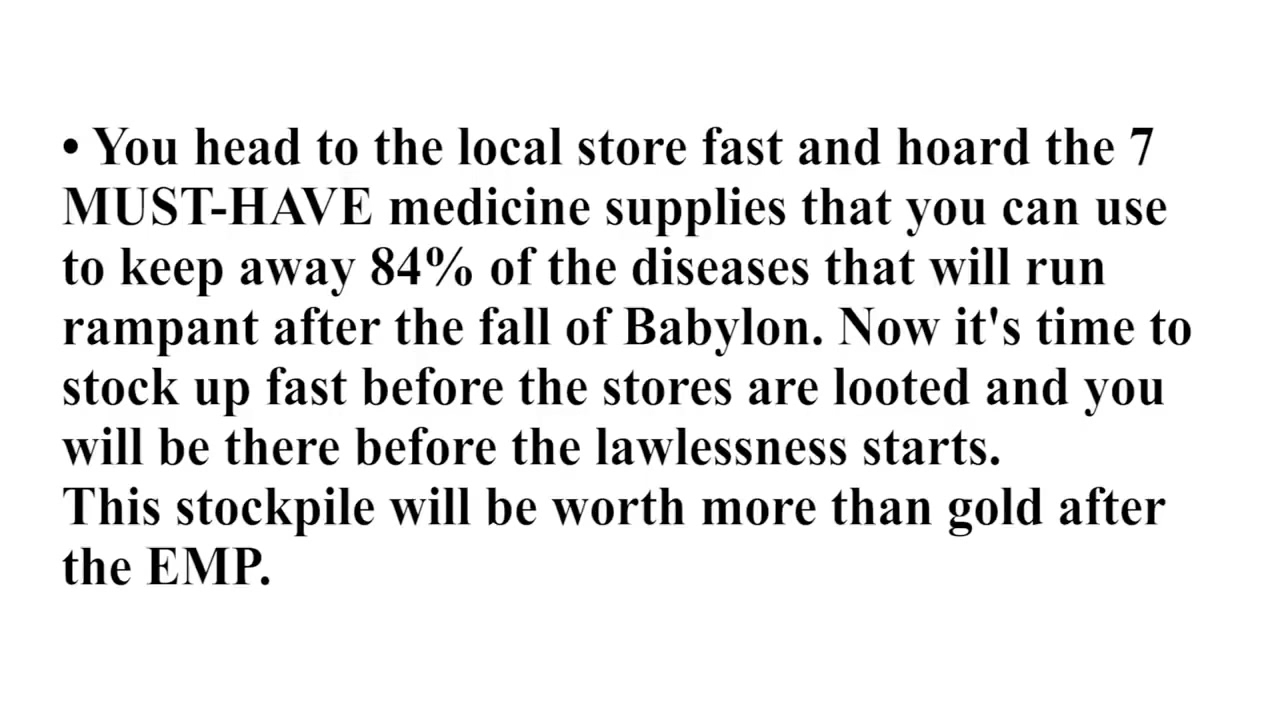 • You head to the local store fast and hoard the 7
MUST-HAVE medicine supplies that you can use
to keep away 84% of the diseases that will run
rampant after the fall of Babylon. Now it's time to
stock up fast before the stores are looted and you
will be there before the lawlessness starts.
This stockpile will be worth more than gold after
the EMP.